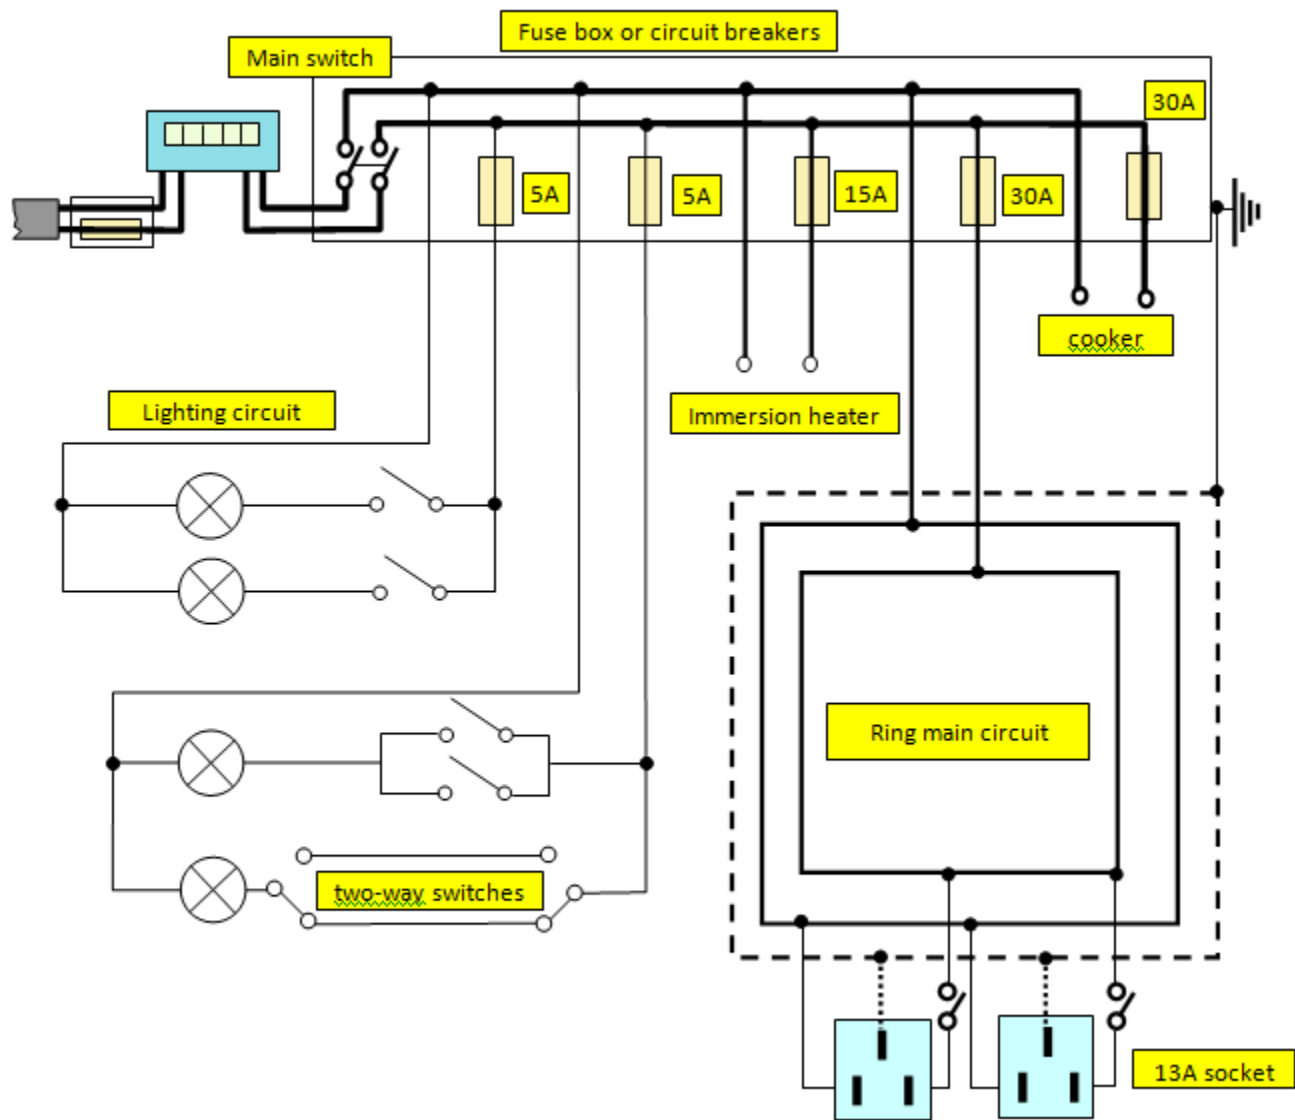 Fuse box or circuit breakers
Main switch
30A
5A
5A
15A
30A
cooker
Lighting circuit
Immersion heater
Ring main circuit
two-way switches
13A socket